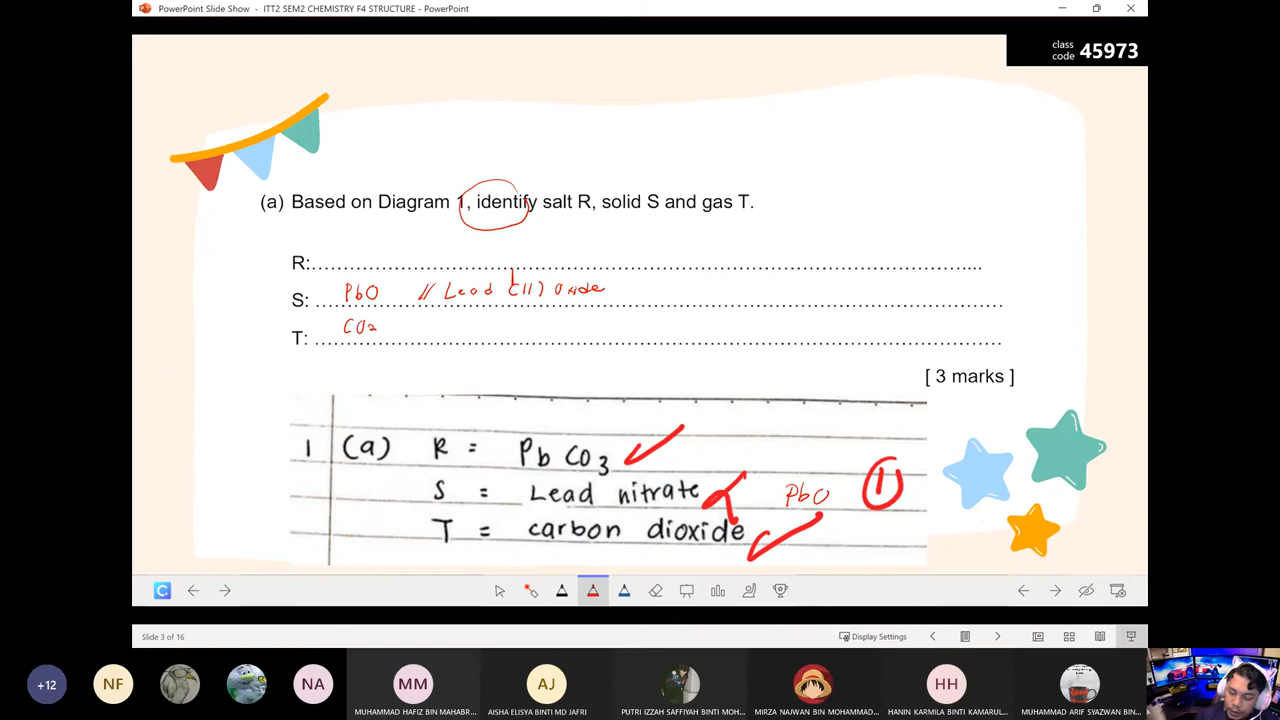 PowerPoint Slide Show - ITT2 SEM2 CHEMISTRY F4 STRUCTURE - PowerPoint
class code 45973
(a) Based on Diagram 1, identify salt R, solid S and gas T.
R:…………………………………………………………………………………………...
S: PbO // Lead (II) oxide
T: CO2
[ 3 marks ]
1 (a) R = PbCO3
S = Lead nitrate PbO 1
T = carbon dioxide
Slide 3 of 16
Display Settings
+12 NF NA MM AJ HH
MUHAMMAD HAFIZ BIN MAHABR... AISHA ELISYA BINTI MD JAFRI PUTRI IZZAH SAFFIYAH BINTI MOH... MIRZA NAJWAN BIN MOHAMMAD... HANIN KARMILA BINTI KAMARUL... MUHAMMAD ARIF SYAZWAN BIN...